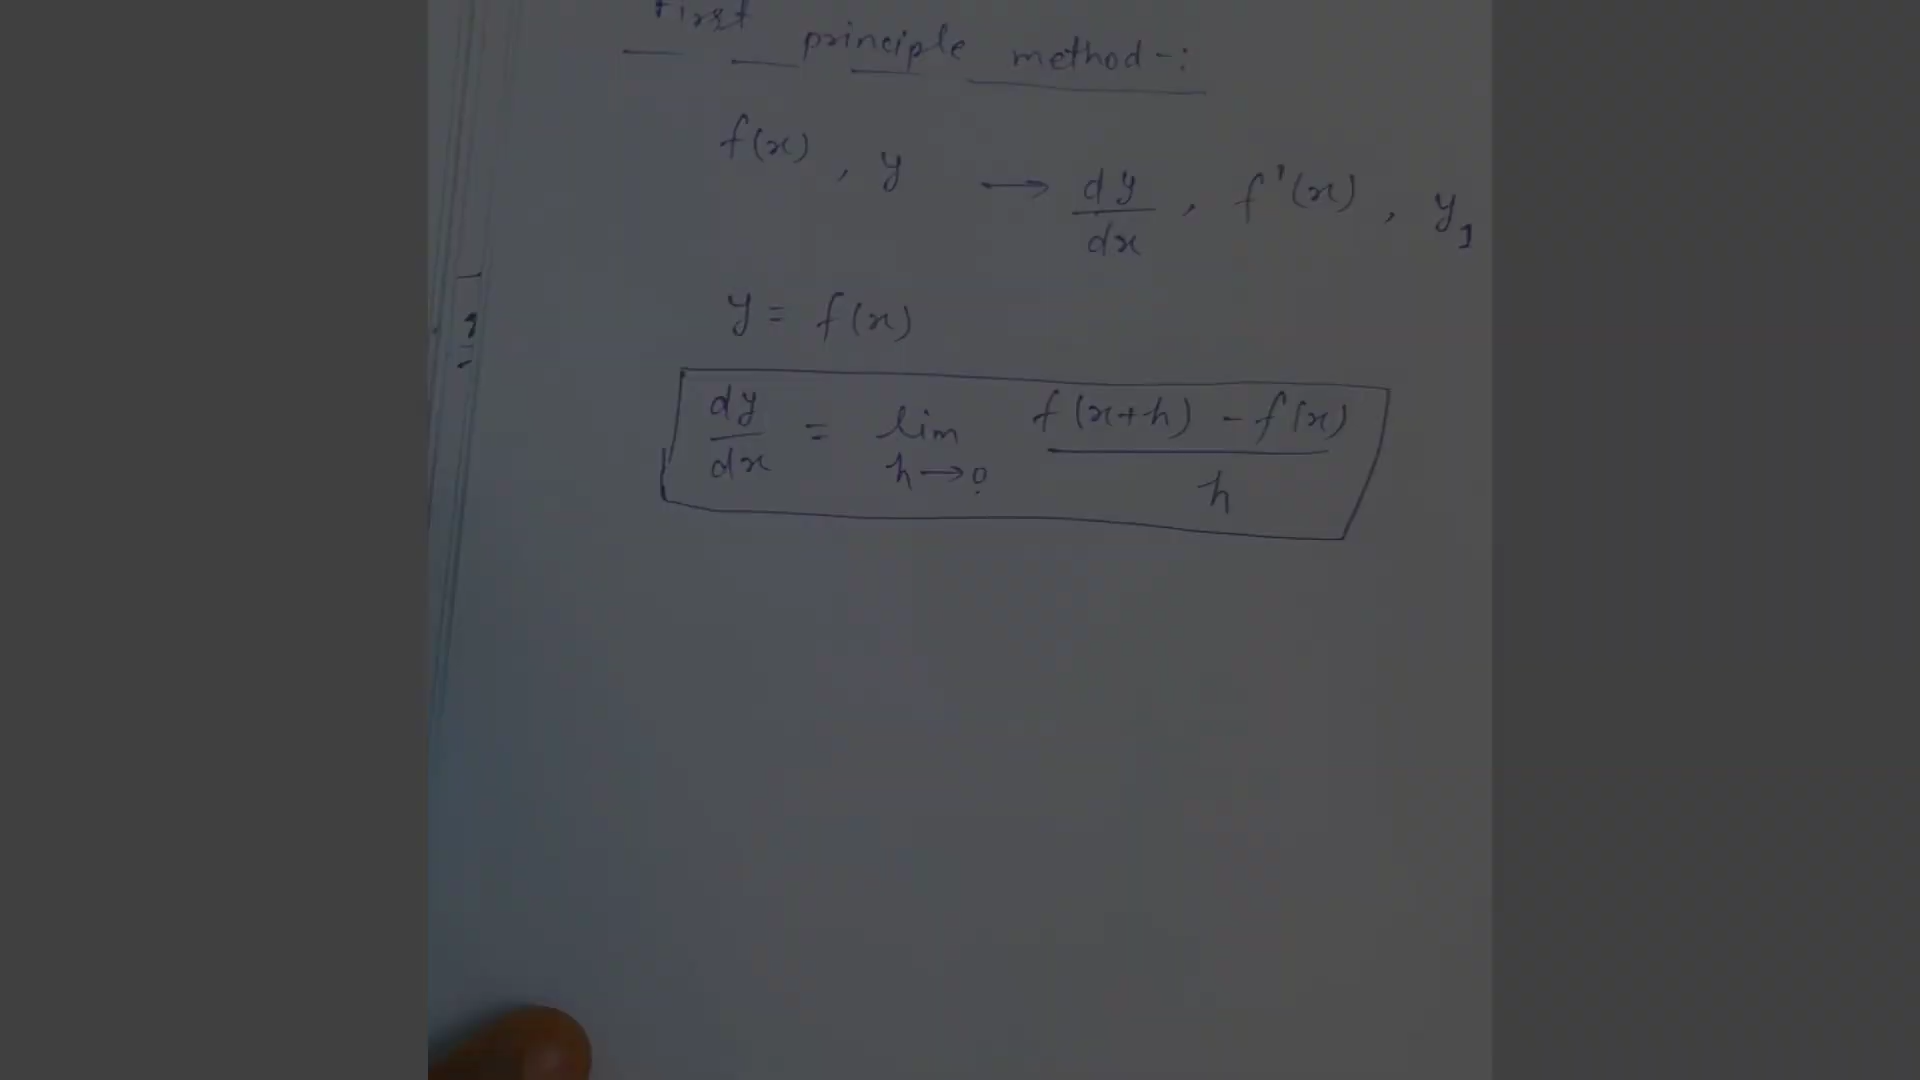 First principle method-:
f(x), y → dy/dx, f'(x), y₁
y = f(x)
dy/dx = lim h→0 f(x+h) - f(x) / h